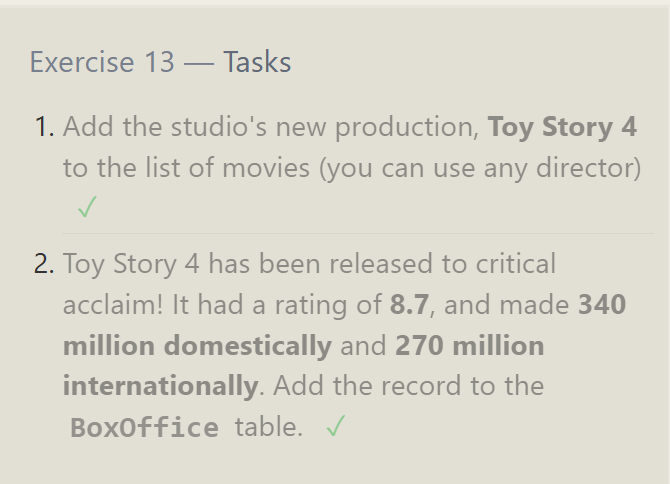 Exercise 13 — Tasks
1. Add the studio's new production, Toy Story 4
to the list of movies (you can use any director)
✓
2. Toy Story 4 has been released to critical
acclaim! It had a rating of 8.7, and made 340
million domestically and 270 million
internationally. Add the record to the
BoxOffice table. ✓